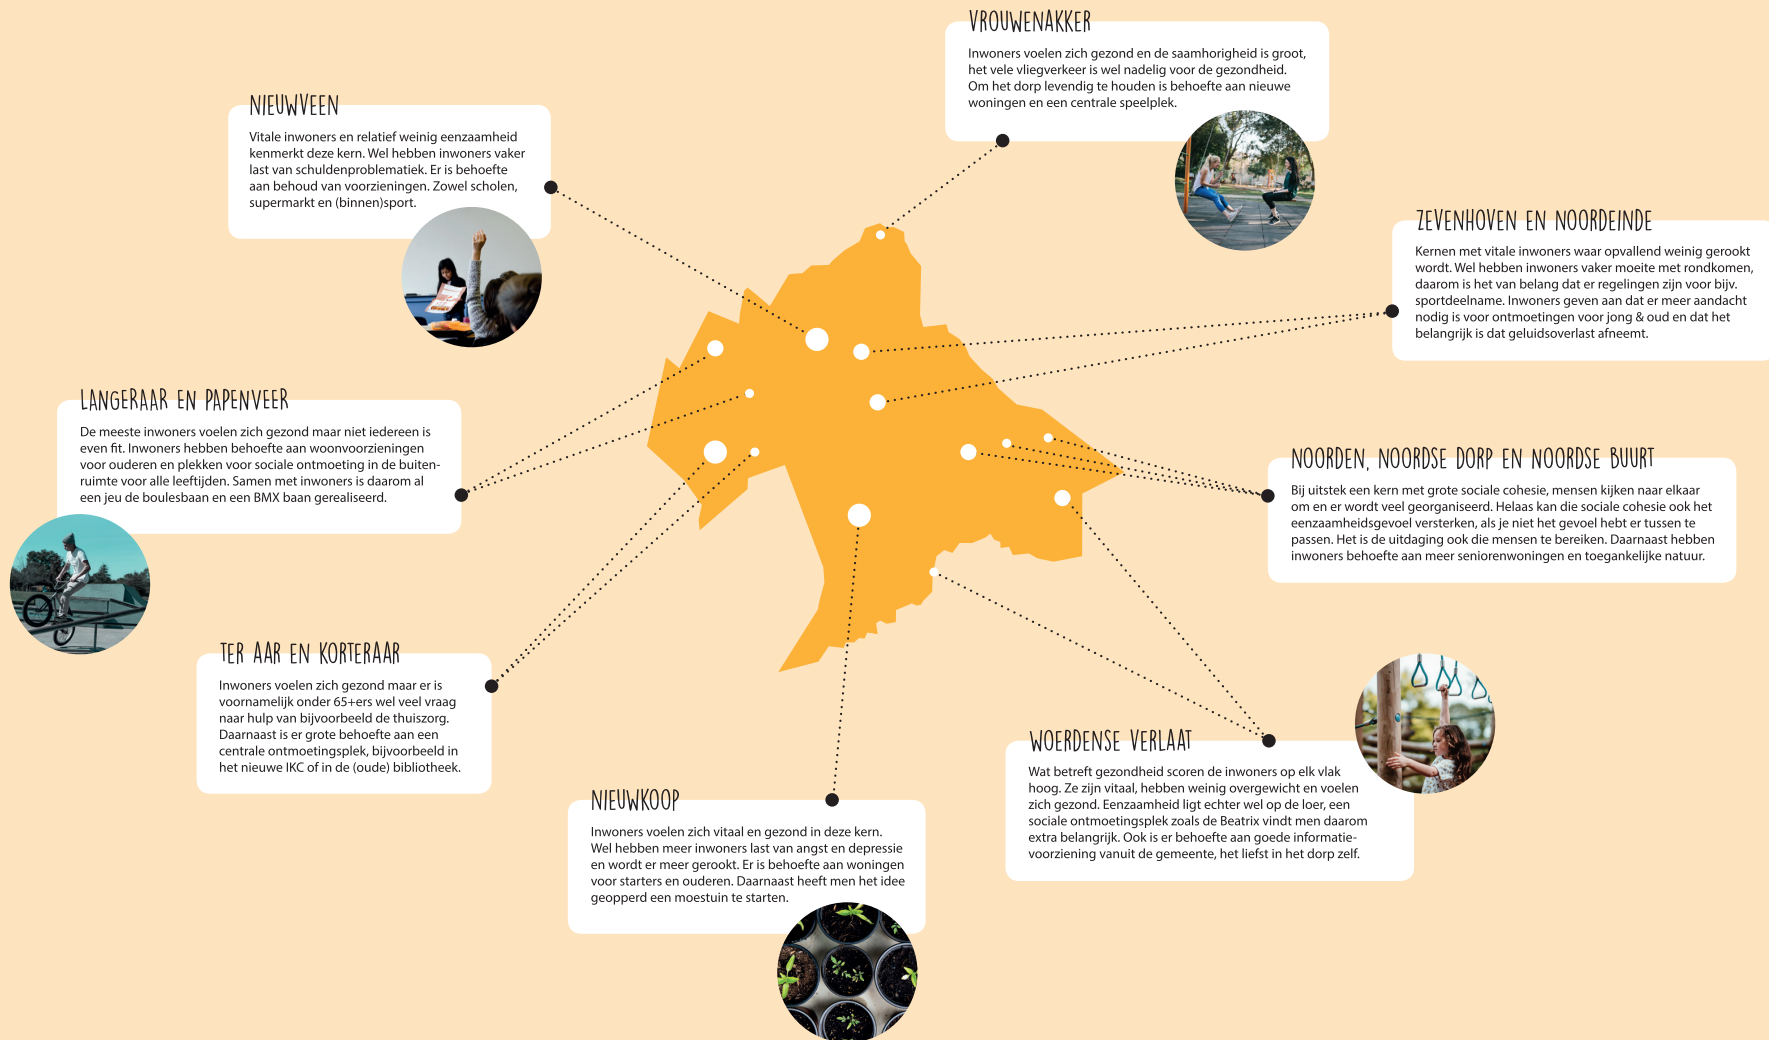 VROUWENAKKER
Inwoners voelen zich gezond en de saamhorigheid is groot,
het vele vliegverkeer is wel nadelig voor de gezondheid.
Om het dorp levendig te houden is behoefte aan nieuwe
woningen en een centrale speelplek.
NIEUWVEEN
Vitale inwoners en relatief weinig eenzaamheid
kenmerkt deze kern. Wel hebben inwoners vaker
last van schuldenproblematiek. Er is behoefte
aan behoud van voorzieningen. Zowel scholen,
supermarkt en (binnen)sport.
ZEVENHOVEN EN NOORDEINDE
Kernen met vitale inwoners waar opvallend weinig gerookt
wordt. Wel hebben inwoners vaker moeite met rondkomen,
daarom is het van belang dat er regelingen zijn voor bijv.
sportdeelname. Inwoners geven aan dat er meer aandacht
nodig is voor ontmoetingen voor jong & oud en dat het
belangrijk is dat geluidsoverlast afneemt.
LANGERAAR EN PAPENVEER
De meeste inwoners voelen zich gezond maar niet iedereen is
even fit. Inwoners hebben behoefte aan woonvoorzieningen
voor ouderen en plekken voor sociale ontmoeting in de buiten-
ruimte voor alle leeftijden. Samen met inwoners is daarom al
een jeu de boulesbaan en een BMX baan gerealiseerd.
NOORDEN, NOORDSE DORP EN NOORDSE BUURT
Bij uitstek een kern met grote sociale cohesie, mensen kijken naar elkaar
om en er wordt veel georganiseerd. Helaas kan die sociale cohesie ook het
eenzaamheidsgevoel versterken, als je niet het gevoel hebt er tussen te
passen. Het is de uitdaging ook die mensen te bereiken. Daarnaast hebben
inwoners behoefte aan meer seniorenwoningen en toegankelijke natuur.
TER AAR EN KORTERAAR
Inwoners voelen zich gezond maar er is
voornamelijk onder 65+ers wel veel vraag
naar hulp van bijvoorbeeld de thuiszorg.
Daarnaast is er grote behoefte aan een
centrale ontmoetingsplek, bijvoorbeeld in
het nieuwe IKC of in de (oude) bibliotheek.
WOERDENSE VERLAAT
Wat betreft gezondheid scoren de inwoners op elk vlak
hoog. Ze zijn vitaal, hebben weinig overgewicht en voelen
zich gezond. Eenzaamheid ligt echter wel op de loer, een
sociale ontmoetingsplek zoals de Beatrix vindt men daarom
extra belangrijk. Ook is er behoefte aan goede informatie-
voorziening vanuit de gemeente, het liefst in het dorp zelf.
NIEUWKOOP
Inwoners voelen zich vitaal en gezond in deze kern.
Wel hebben meer inwoners last van angst en depressie
en wordt er meer gerookt. Er is behoefte aan woningen
voor starters en ouderen. Daarnaast heeft men het idee
geopperd een moestuin te starten.